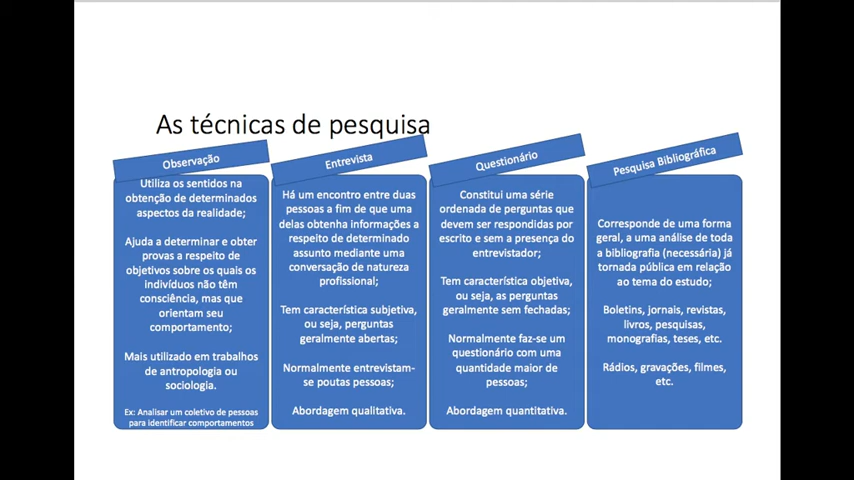 As técnicas de pesquisa
Observação
Utiliza os sentidos na
obtenção de determinados
aspectos da realidade;
Ajuda a determinar e obter
provas a respeito de
objetivos sobre os quais os
indivíduos não têm
consciência, mas que
orientam seu
comportamento;
Mais utilizado em trabalhos
de antropologia ou
sociologia.
Ex: Analisar um coletivo de pessoas
para identificar comportamentos
Entrevista
Há um encontro entre duas
pessoas a fim de que uma
delas obtenha informações a
respeito de determinado
assunto mediante uma
conversação de natureza
profissional;
Tem característica subjetiva,
ou seja, perguntas
geralmente abertas;
Normalmente entrevistam-
se poutas pessoas;
Abordagem qualitativa.
Questionário
Constitui uma série
ordenada de perguntas que
devem ser respondidas por
escrito e sem a presença do
entrevistador;
Tem característica objetiva,
ou seja, as perguntas
geralmente sem fechadas;
Normalmente faz-se um
questionário com uma
quantidade maior de
pessoas;
Abordagem quantitativa.
Pesquisa Bibliográfica
Corresponde de uma forma
geral, a uma análise de toda
a bibliografia (necessária) já
tornada pública em relação
ao tema do estudo;
Boletins, jornais, revistas,
livros, pesquisas,
monografias, teses, etc.
Rádios, gravações, filmes,
etc.